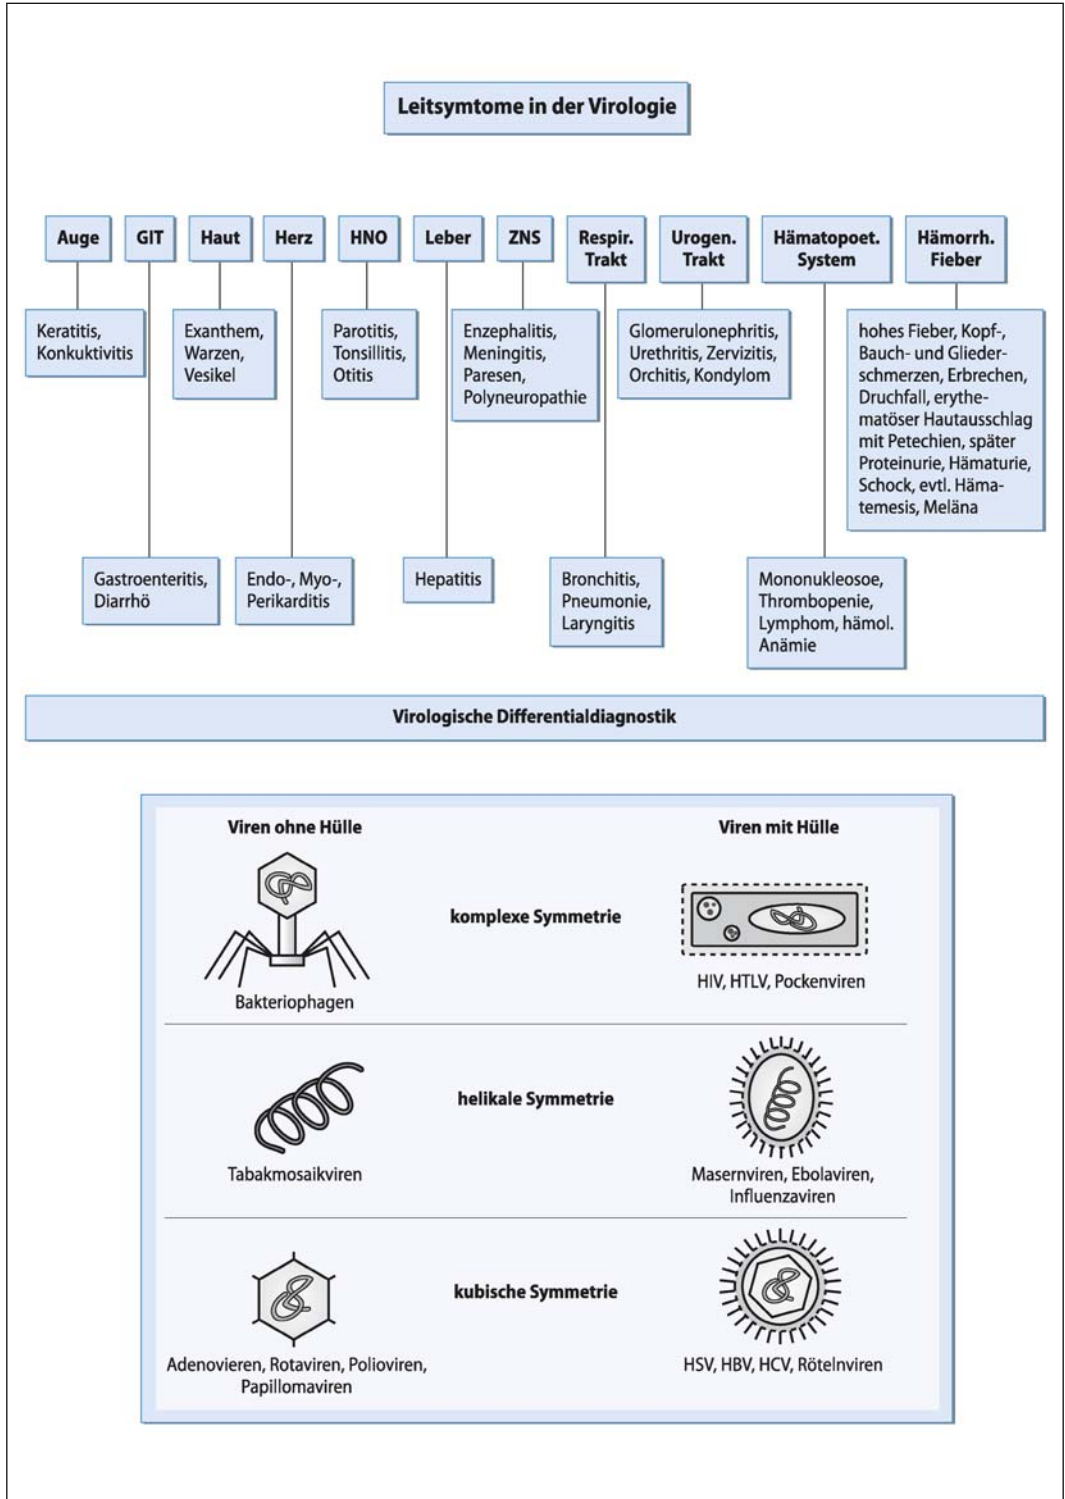 Leitsymtome in der Virologie
Auge
GIT
Haut
Herz
HNO
Leber
ZNS
Respir.
Trakt
Urogen.
Trakt
Hämatopoet.
System
Hämorrh.
Fieber
Keratitis,
Konkuktivitis
Exanthem,
Warzen,
Vesikel
Parotitis,
Tonsillitis,
Otitis
Enzephalitis,
Meningitis,
Paresen,
Polyneuropathie
Glomerulonephritis,
Urethritis, Zervizitis,
Orchitis, Kondylom
hohes Fieber, Kopf-,
Bauch- und Glieder-
schmerzen, Erbrechen,
Druchfall, erythe-
matöser Hautausschlag
mit Petechien, später
Proteinurie, Hämaturie,
Schock, evtl. Häma-
temesis, Meläna
Gastroenteritis,
Diarrhö
Endo-, Myo-,
Perikarditis
Hepatitis
Bronchitis,
Pneumonie,
Laryngitis
Mononukleosoe,
Thrombopenie,
Lymphom, hämol.
Anämie
Virologische Differentialdiagnostik
Viren ohne Hülle
Viren mit Hülle
komplexe Symmetrie
Bakteriophagen
HIV, HTLV, Pockenviren
helikale Symmetrie
Tabakmosaikviren
Masernviren, Ebolaviren,
Influenzaviren
kubische Symmetrie
Adenovieren, Rotaviren, Polioviren,
Papillomaviren
HSV, HBV, HCV, Rötelnviren